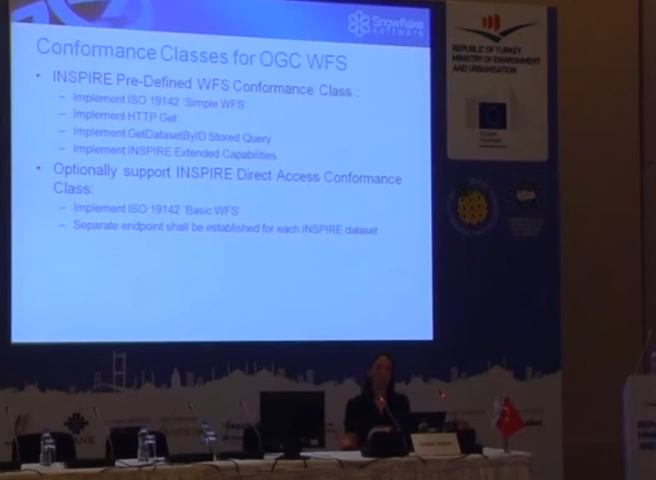 Snowflake
software
Conformance Classes for OGC WFS
• INSPIRE Pre-Defined WFS Conformance Class :
– Implement ISO 19142 'Simple WFS'
– Implement HTTP Get
– Implement GetDatasetByID Stored Query
– Implement INSPIRE Extended Capabilities
• Optionally support INSPIRE Direct Access Conformance
Class:
– Implement ISO 19142 'Basic WFS'
– Separate endpoint shall be established for each INSPIRE dataset
REPUBLIC OF TURKEY
MINISTRY OF ENVIRONMENT
AND URBANISATION